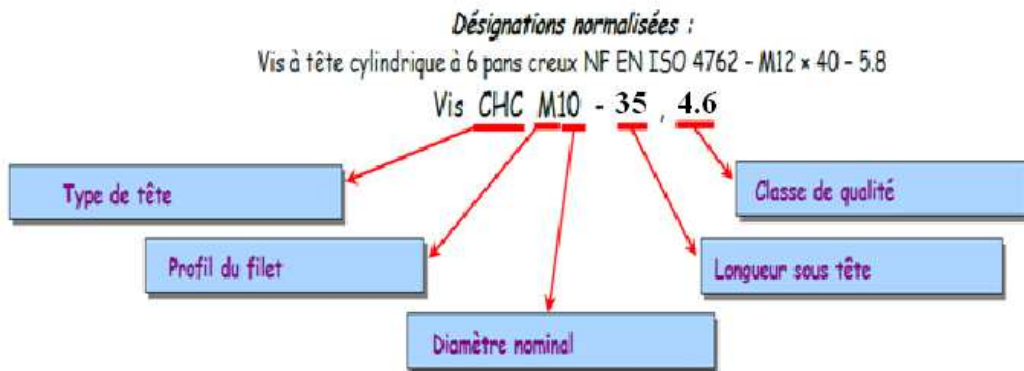 Désignations normalisées :
Vis à tête cylindrique à 6 pans creux NF EN ISO 4762 - M12 × 40 - 5.8
Vis CHC M10 - 35 , 4.6
Type de tête
Classe de qualité
Profil du filet
Longueur sous tête
Diamètre nominal